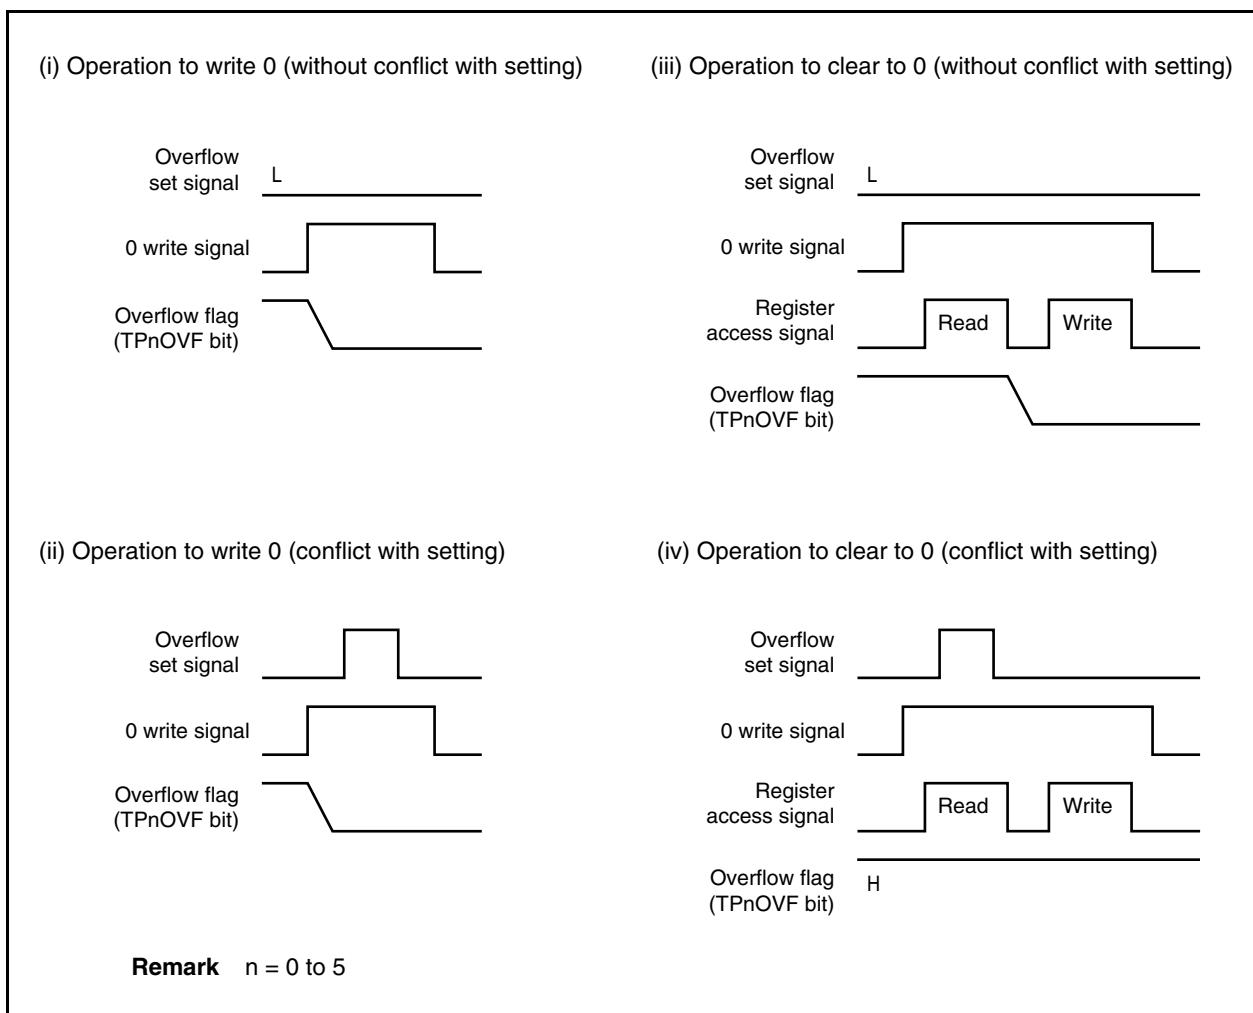 (i) Operation to write 0 (without conflict with setting)
Overflow
set signal
L
0 write signal
Overflow flag
(TPnOVF bit)
(iii) Operation to clear to 0 (without conflict with setting)
Overflow
set signal
L
0 write signal
Register
access signal
Read
Write
Overflow flag
(TPnOVF bit)
(ii) Operation to write 0 (conflict with setting)
Overflow
set signal
0 write signal
Overflow flag
(TPnOVF bit)
(iv) Operation to clear to 0 (conflict with setting)
Overflow
set signal
0 write signal
Register
access signal
Read
Write
Overflow flag
(TPnOVF bit)
H
Remark n = 0 to 5